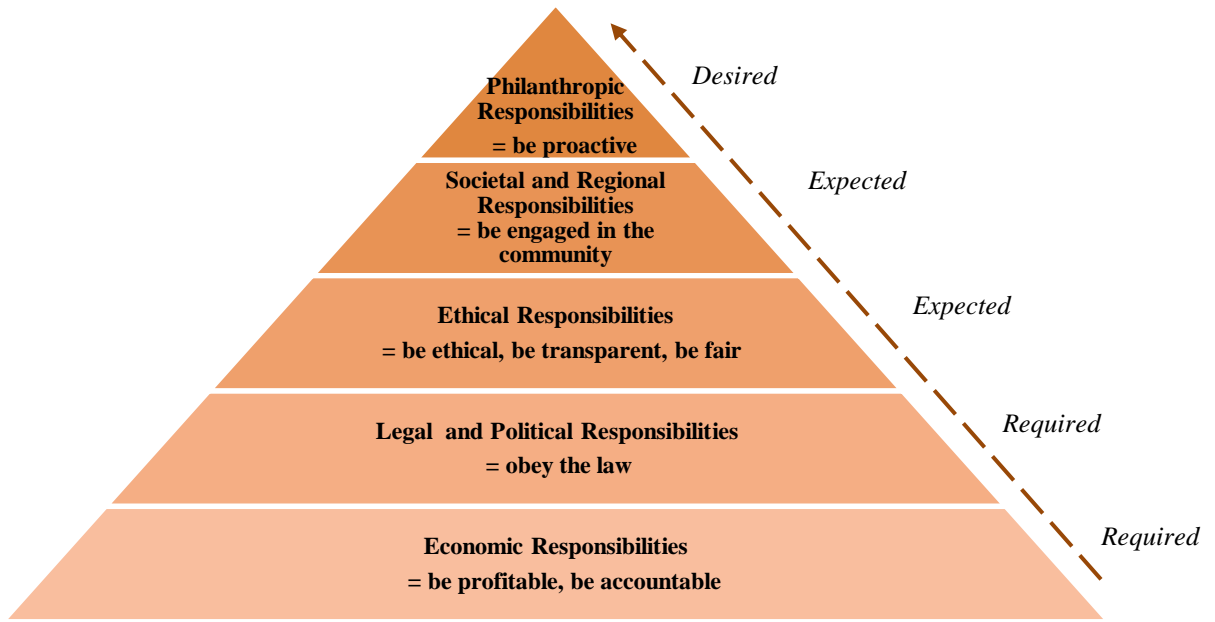 Desired
Philanthropic
Responsibilities
= be proactive
Expected
Societal and Regional
Responsibilities
= be engaged in the
community
Expected
Ethical Responsibilities
= be ethical, be transparent, be fair
Required
Legal and Political Responsibilities
= obey the law
Required
Economic Responsibilities
= be profitable, be accountable